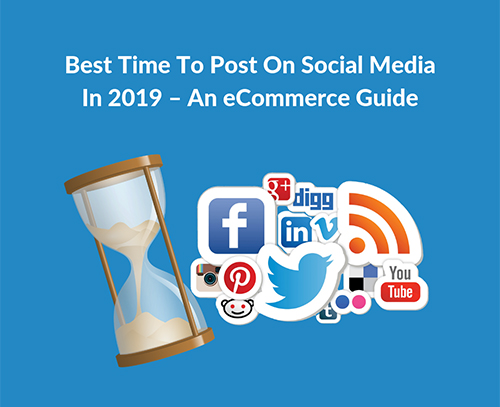 Best Time To Post On Social Media
In 2019 – An eCommerce Guide
g+
digg
f
in
v
You
Tube
t